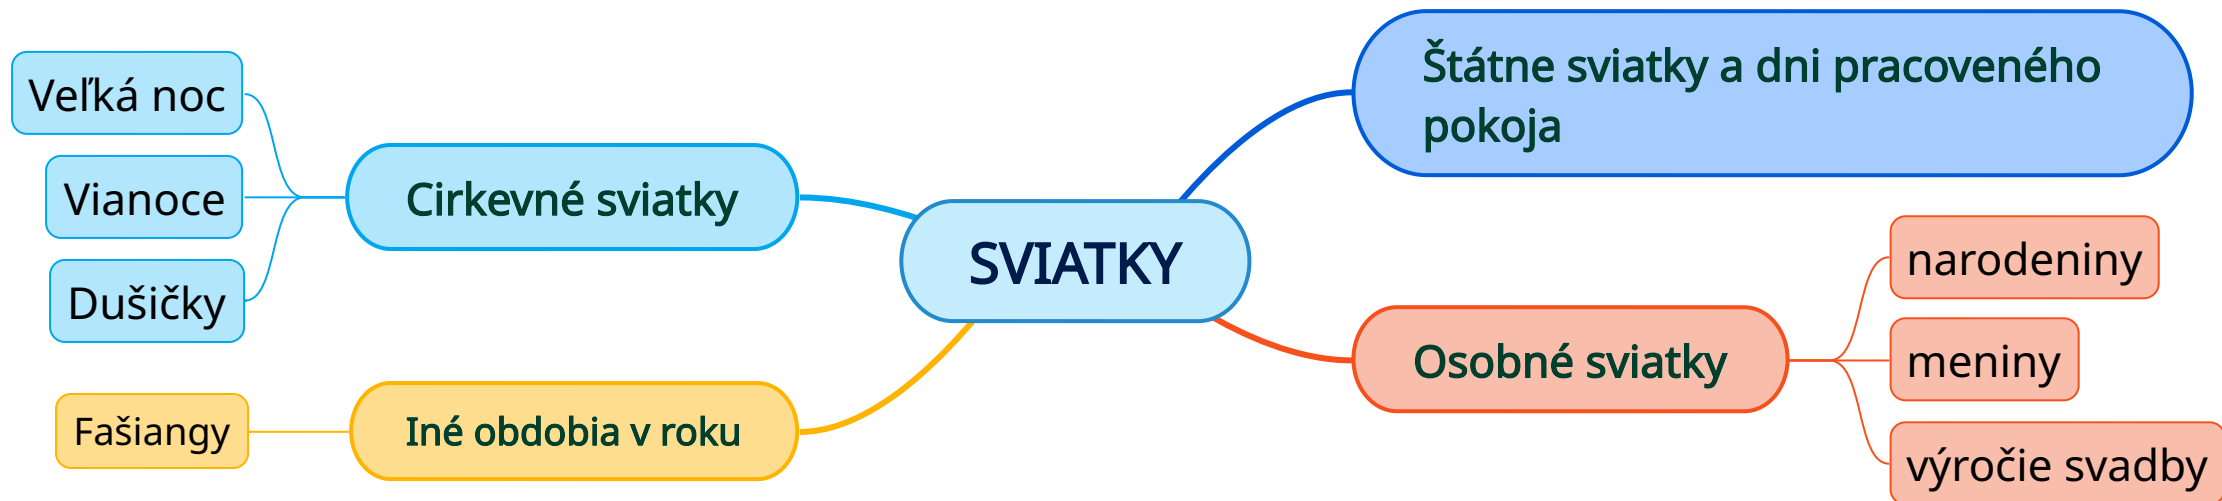 SVIATKY
Štátne sviatky a dni pracoveného
pokoja
Osobné sviatky
narodeniny
meniny
výročie svadby
Cirkevné sviatky
Veľká noc
Vianoce
Dušičky
Iné obdobia v roku
Fašiangy